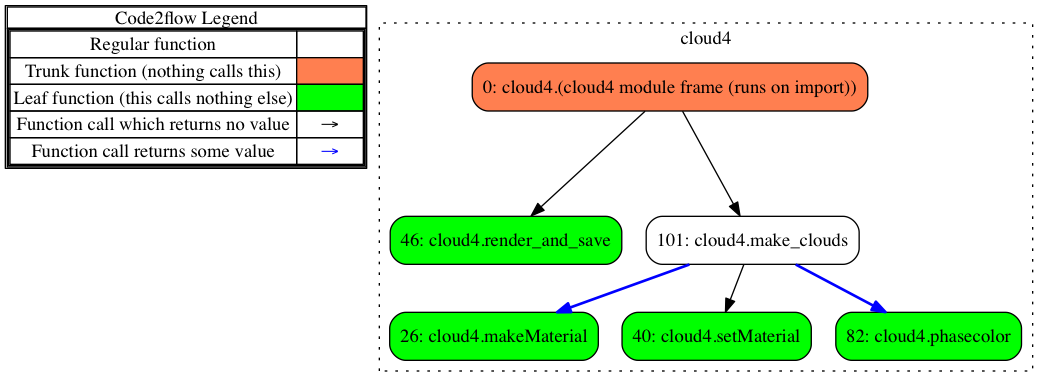 Code2flow Legend
Regular function
Trunk function (nothing calls this)
Leaf function (this calls nothing else)
Function call which returns no value →
Function call returns some value →
cloud4
0: cloud4.(cloud4 module frame (runs on import))
46: cloud4.render_and_save
101: cloud4.make_clouds
26: cloud4.makeMaterial
40: cloud4.setMaterial
82: cloud4.phasecolor